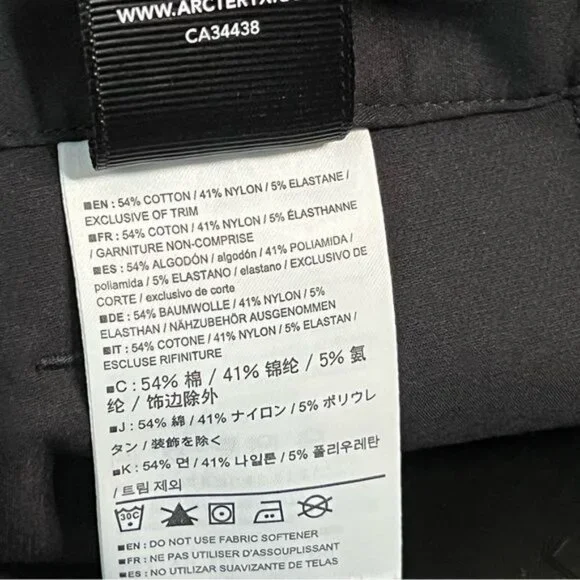 WWW.ARCTERYX.
CA34438
■EN : 54% COTTON / 41% NYLON / 5% ELASTANE /
EXCLUSIVE OF TRIM
■FR : 54% COTON / 41% NYLON / 5% ÉLASTHANNE
/ GARNITURE NON-COMPRISE
■ES : 54% ALGODÓN / algodón / 41% POLIAMIDA /
poliamida / 5% ELASTANO / elastano / EXCLUSIVO DE
CORTE / exclusivo de corte
■DE : 54% BAUMWOLLE / 41% NYLON / 5%
ELASTHAN / NÄHZUBEHÖR AUSGENOMMEN
■IT : 54% COTONE / 41% NYLON / 5% ELASTAN /
ESCLUSE RIFINITURE
■C : 54% 棉 / 41% 锦纶 / 5% 氨
纶 / 饰边除外
■J : 54% 綿 / 41% ナイロン / 5% ポリウレ
タン / 装飾を除く
■K : 54% 면 / 41% 나일론 / 5% 폴리우레탄
/ 트림 제외
30C
■EN : DO NOT USE FABRIC SOFTENER
■FR : NE PAS UTILISER D'ASSOUPLISSANT
■ES : NO UTILIZAR SUAVIZANTE DE TELAS